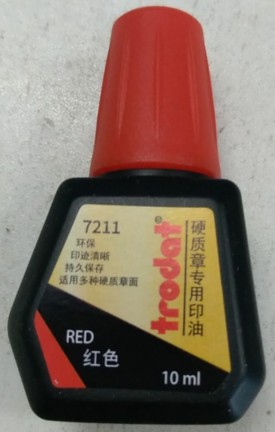 7211
环保
印迹清晰
持久保存
适用多种硬质章面
trodat
硬质章专用印油
RED
红色
10 ml